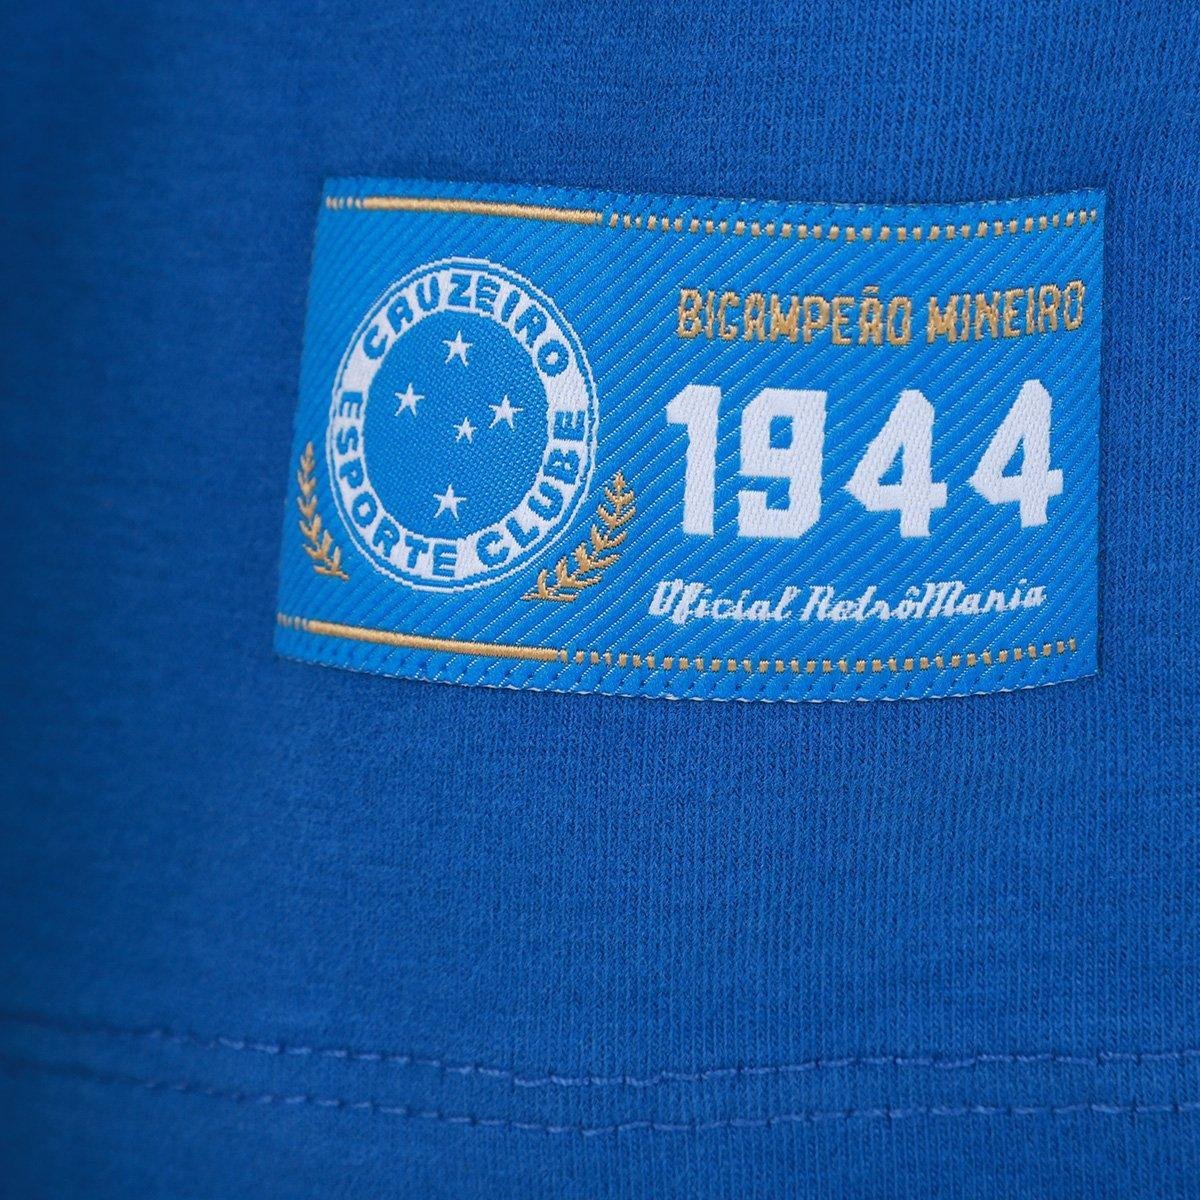 CRUZEIRO
ESPORTE CLUBE
BICAMPEÃO MINEIRO
1944
Oficial RetrôMania